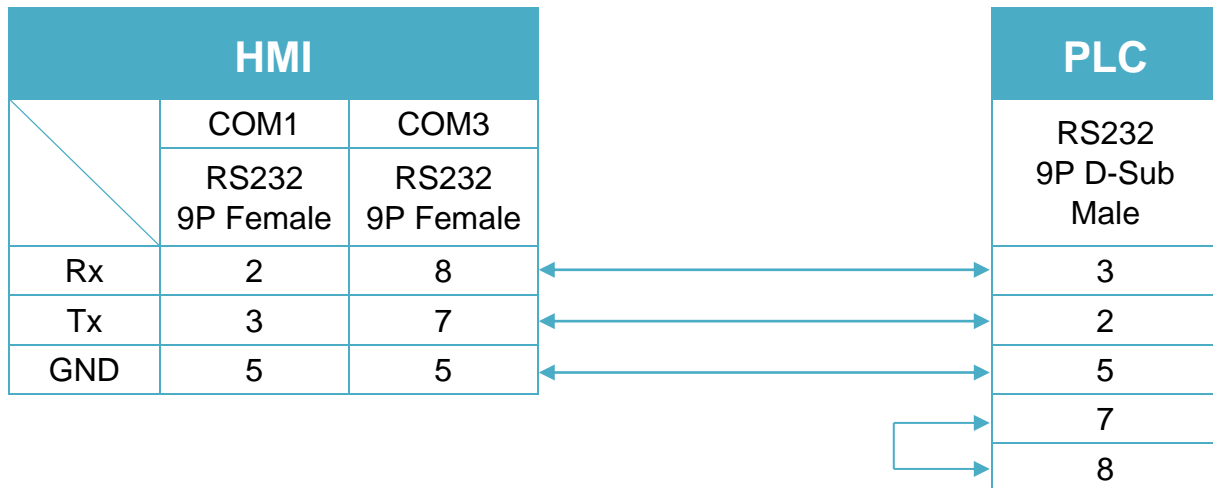 HMI
PLC
COM1
COM3
RS232
9P Female
RS232
9P Female
RS232
9P D-Sub
Male
Rx
2
8
3
Tx
3
7
2
GND
5
5
5
7
8